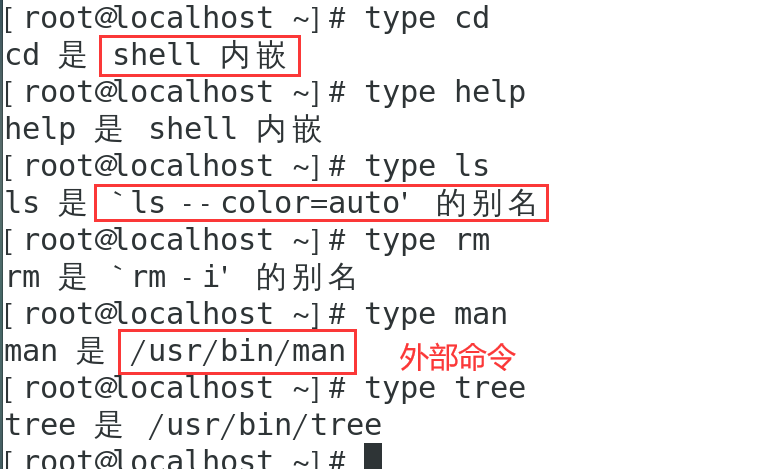 [root@localhost ~]# type cd
cd 是 shell 内嵌
[root@localhost ~]# type help
help 是 shell 内嵌
[root@localhost ~]# type ls
ls 是 `ls --color=auto' 的别名
[root@localhost ~]# type rm
rm 是 `rm -i' 的别名
[root@localhost ~]# type man
man 是 /usr/bin/man 外部命令
[root@localhost ~]# type tree
tree 是 /usr/bin/tree
[root@localhost ~]#